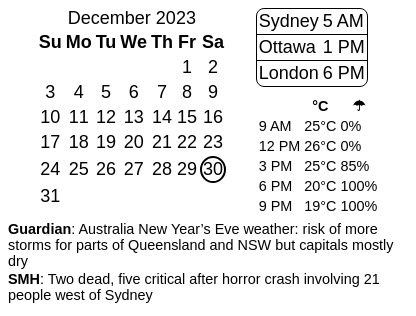 December 2023
Su Mo Tu We Th Fr Sa
1 2
3 4 5 6 7 8 9
10 11 12 13 14 15 16
17 18 19 20 21 22 23
24 25 26 27 28 29 30
31
Sydney 5 AM
Ottawa 1 PM
London 6 PM
°C ☂
9 AM 25°C 0%
12 PM 26°C 0%
3 PM 25°C 85%
6 PM 20°C 100%
9 PM 19°C 100%
Guardian: Australia New Year’s Eve weather: risk of more
storms for parts of Queensland and NSW but capitals mostly
dry
SMH: Two dead, five critical after horror crash involving 21
people west of Sydney